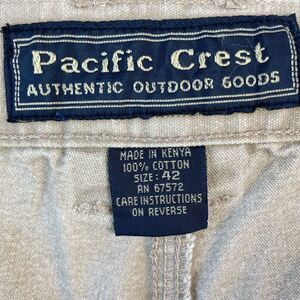 Pacific Crest
AUTHENTIC OUTDOOR GOODS
MADE IN KENYA
100% COTTON
SIZE: 42
RN 67572
CARE INSTRUCTIONS
ON REVERSE